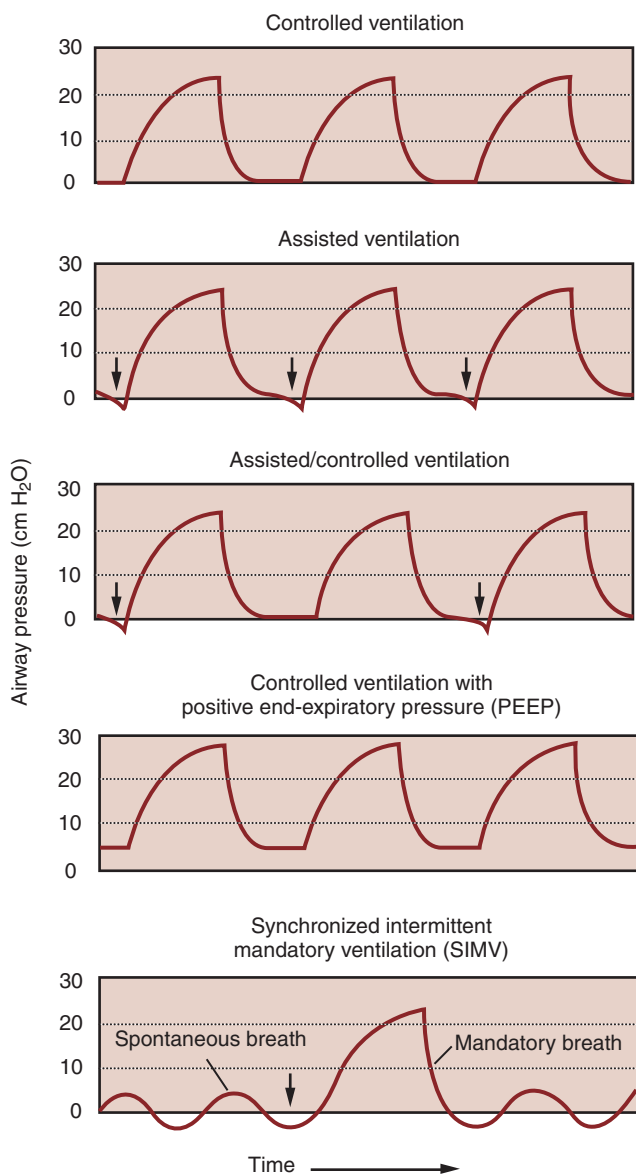 Controlled ventilation
30
20
10
0
Assisted ventilation
30
20
10
0
Assisted/controlled ventilation
30
20
10
0
Airway pressure (cm H₂O)
Controlled ventilation with
positive end-expiratory pressure (PEEP)
30
20
10
0
Synchronized intermittent
mandatory ventilation (SIMV)
30
20
10
0
Spontaneous breath
Mandatory breath
Time